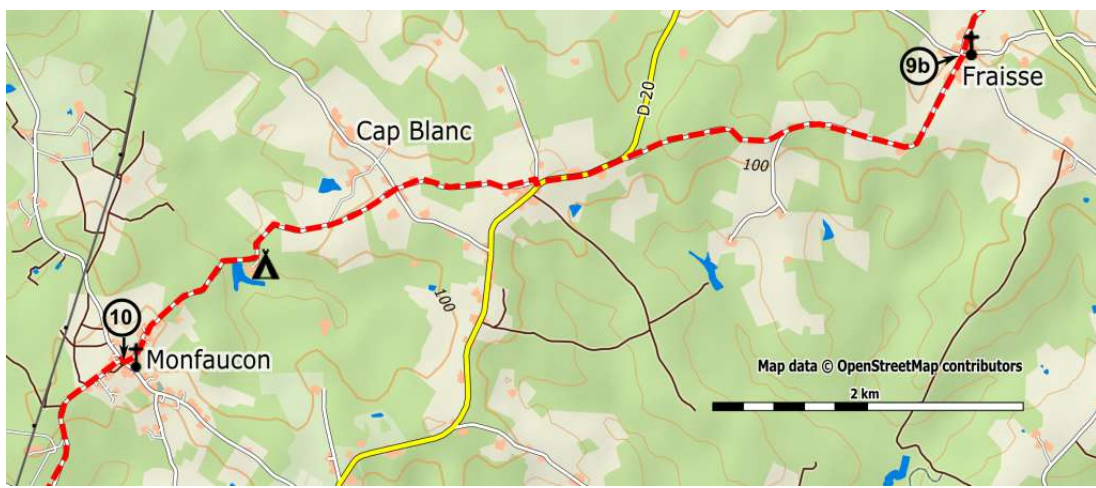 9b
Fraisse
D 20
Cap Blanc
100
100
10
Monfaucon
Map data © OpenStreetMap contributors
2 km